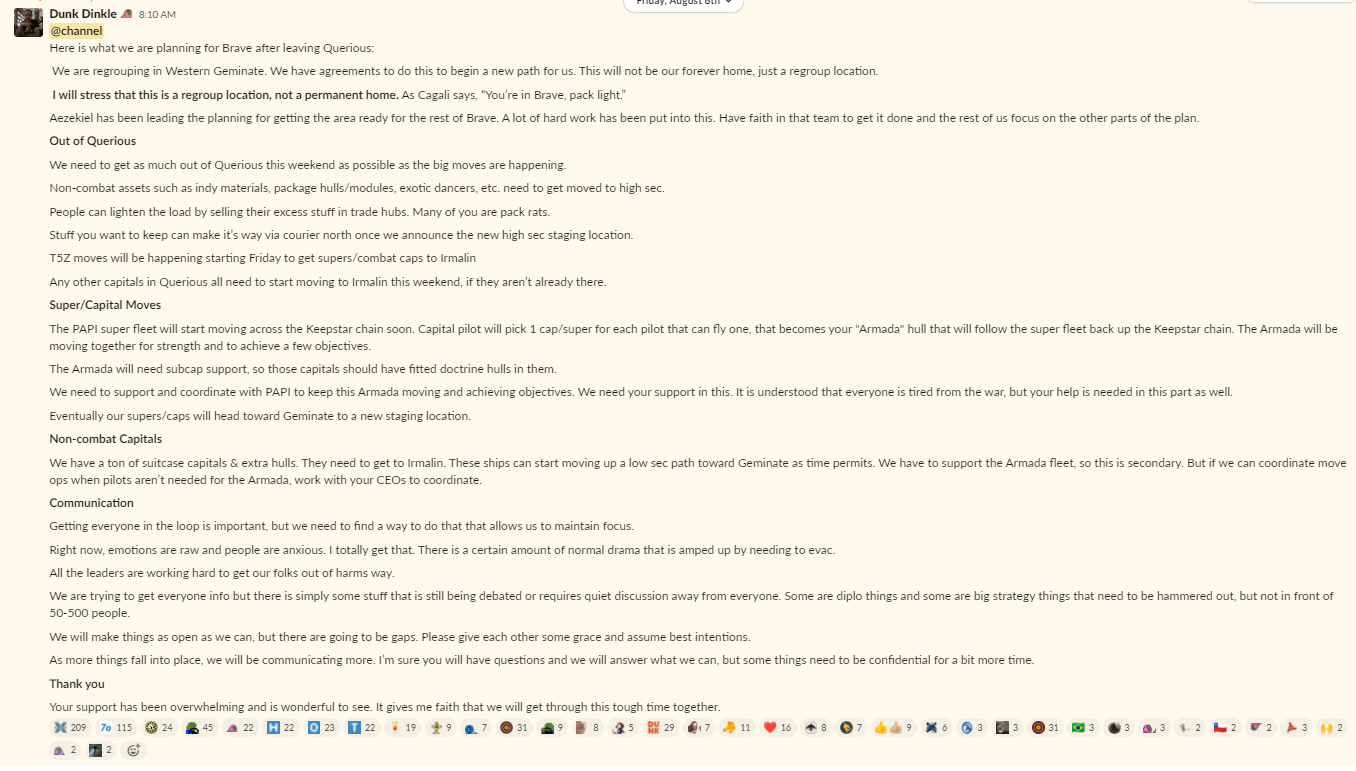 Friday, August 6th
Dunk Dinkle 8:10 AM
@channel
Here is what we are planning for Brave after leaving Querious:
We are regrouping in Western Geminate. We have agreements to do this to begin a new path for us. This will not be our forever home, just a regroup location.
I will stress that this is a regroup location, not a permanent home. As Cagali says, “You’re in Brave, pack light.”
Aezekiel has been leading the planning for getting the area ready for the rest of Brave. A lot of hard work has been put into this. Have faith in that team to get it done and the rest of us focus on the other parts of the plan.
Out of Querious
We need to get as much out of Querious this weekend as possible as the big moves are happening.
Non-combat assets such as indy materials, package hulls/modules, exotic dancers, etc. need to get moved to high sec.
People can lighten the load by selling their excess stuff in trade hubs. Many of you are pack rats.
Stuff you want to keep can make it’s way via courier north once we announce the new high sec staging location.
T5Z moves will be happening starting Friday to get supers/combat caps to Irmalin
Any other capitals in Querious all need to start moving to Irmalin this weekend, if they aren’t already there.
Super/Capital Moves
The PAPI super fleet will start moving across the Keepstar chain soon. Capital pilot will pick 1 cap/super for each pilot that can fly one, that becomes your "Armada" hull that will follow the super fleet back up the Keepstar chain. The Armada will be
moving together for strength and to achieve a few objectives.
The Armada will need subcap support, so those capitals should have fitted doctrine hulls in them.
We need to support and coordinate with PAPI to keep this Armada moving and achieving objectives. We need your support in this. It is understood that everyone is tired from the war, but your help is needed in this part as well.
Eventually our supers/caps will head toward Geminate to a new staging location.
Non-combat Capitals
We have a ton of suitcase capitals & extra hulls. They need to get to Irmalin. These ships can start moving up a low sec path toward Geminate as time permits. We have to support the Armada fleet, so this is secondary. But if we can coordinate move
ops when pilots aren’t needed for the Armada, work with your CEOs to coordinate.
Communication
Getting everyone in the loop is important, but we need to find a way to do that that allows us to maintain focus.
Right now, emotions are raw and people are anxious. I totally get that. There is a certain amount of normal drama that is amped up by needing to evac.
All the leaders are working hard to get our folks out of harms way.
We are trying to get everyone info but there is simply some stuff that is still being debated or requires quiet discussion away from everyone. Some are diplo things and some are big strategy things that need to be hammered out, but not in front of
50-500 people.
We will make things as open as we can, but there are going to be gaps. Please give each other some grace and assume best intentions.
As more things fall into place, we will be communicating more. I’m sure you will have questions and we will answer what we can, but some things need to be confidential for a bit more time.
Thank you
Your support has been overwhelming and is wonderful to see. It gives me faith that we will get through this tough time together.
209 7o 115 24 45 22 H 22 O 23 T 22 19 9 7 31 9 8 5 29 7 11 16 8 7 9 6 3 3 31 3 3 3 2 2 2 3 2
2 2